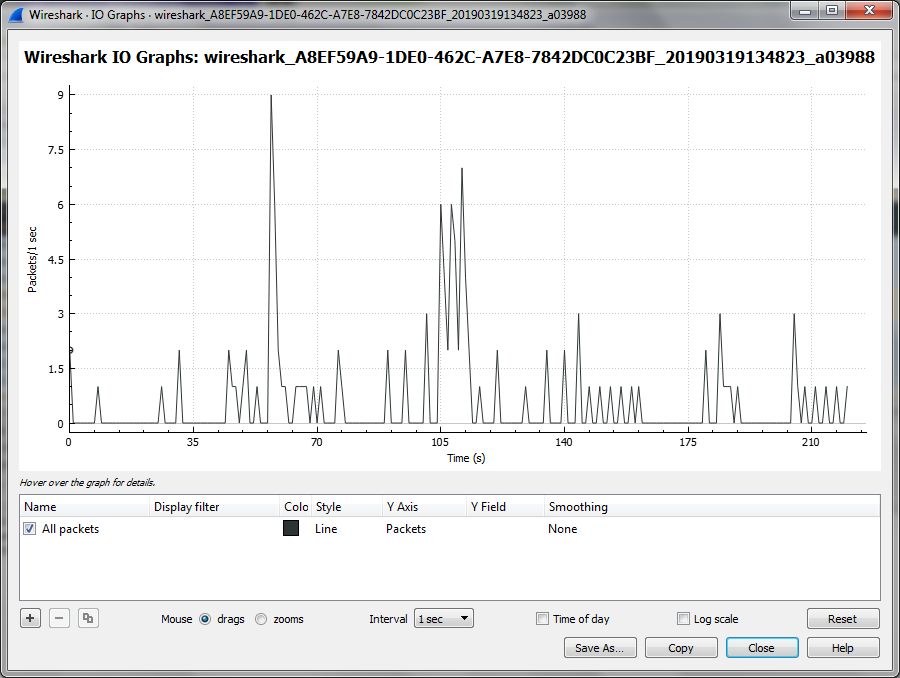 Wireshark · IO Graphs · wireshark_A8EF59A9-1DE0-462C-A7E8-7842DC0C23BF_20190319134823_a03988
Wireshark IO Graphs: wireshark_A8EF59A9-1DE0-462C-A7E8-7842DC0C23BF_20190319134823_a03988
9
7.5
6
4.5
3
1.5
0
Packets/1 sec
0 35 70 105 140 175 210
Time (s)
Hover over the graph for details.
Name Display filter Colo Style Y Axis Y Field Smoothing
All packets Line Packets None
Mouse drags zooms Interval 1 sec Time of day Log scale Reset
Save As... Copy Close Help